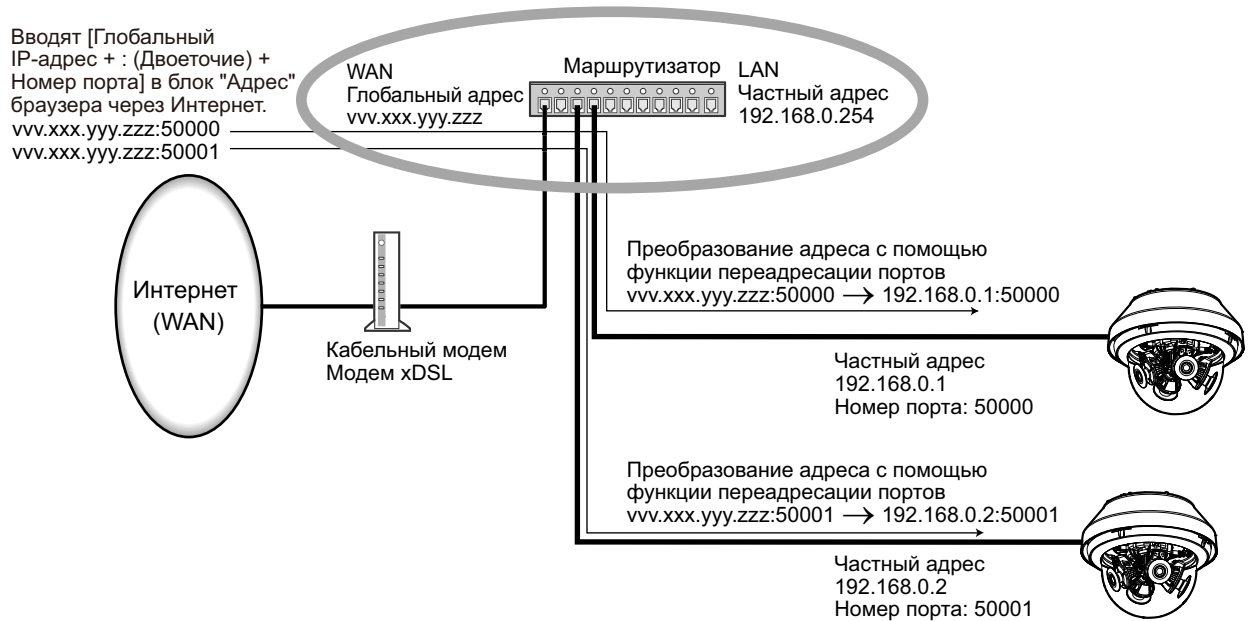 Вводят [Глобальный
IP-адрес + : (Двоеточие) +
Номер порта] в блок "Адрес"
браузера через Интернет.
vvv.xxx.yyy.zzz:50000
vvv.xxx.yyy.zzz:50001
WAN
Глобальный адрес
vvv.xxx.yyy.zzz
Маршрутизатор
LAN
Частный адрес
192.168.0.254
Интернет
(WAN)
Кабельный модем
Модем xDSL
Преобразование адреса с помощью
функции переадресации портов
vvv.xxx.yyy.zzz:50000 → 192.168.0.1:50000
Частный адрес
192.168.0.1
Номер порта: 50000
Преобразование адреса с помощью
функции переадресации портов
vvv.xxx.yyy.zzz:50001 → 192.168.0.2:50001
Частный адрес
192.168.0.2
Номер порта: 50001